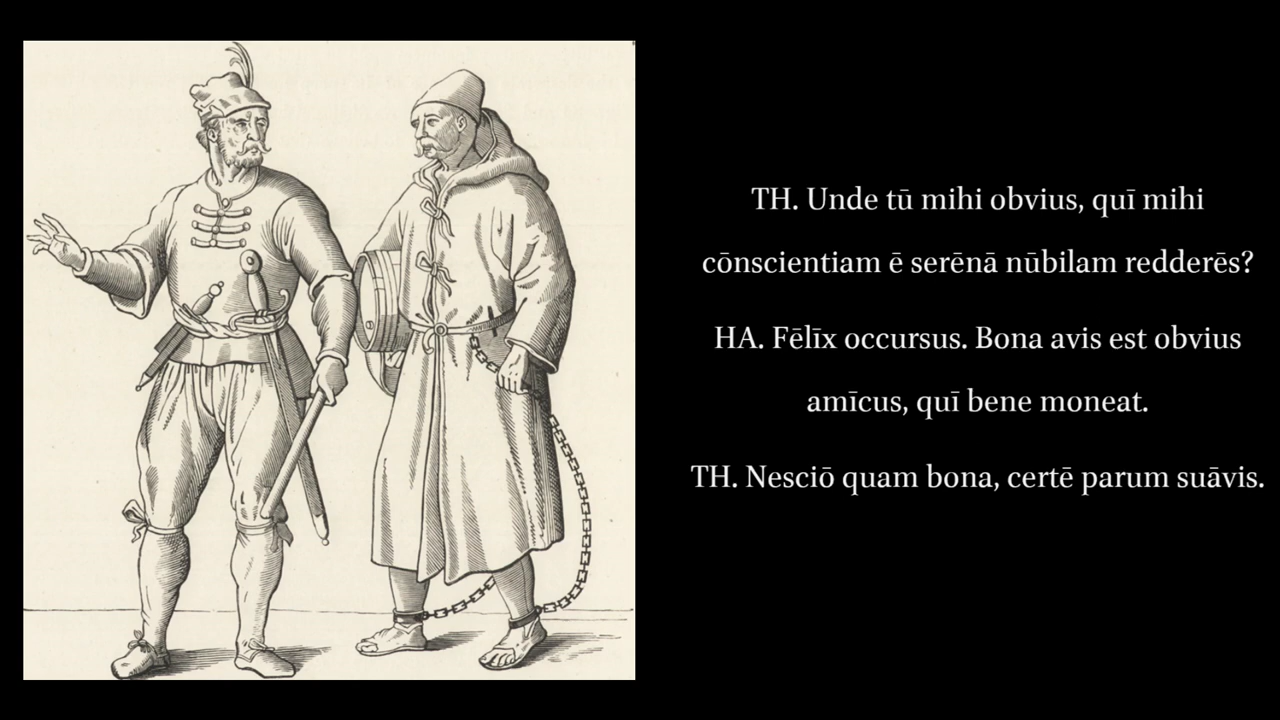 TH. Unde tū mihi obvius, quī mihi
cōnscientiam ē serēnā nūbilam redderēs?
HA. Fēlīx occursus. Bona avis est obvius
amīcus, quī bene moneat.
TH. Nesciō quam bona, certē parum suāvis.